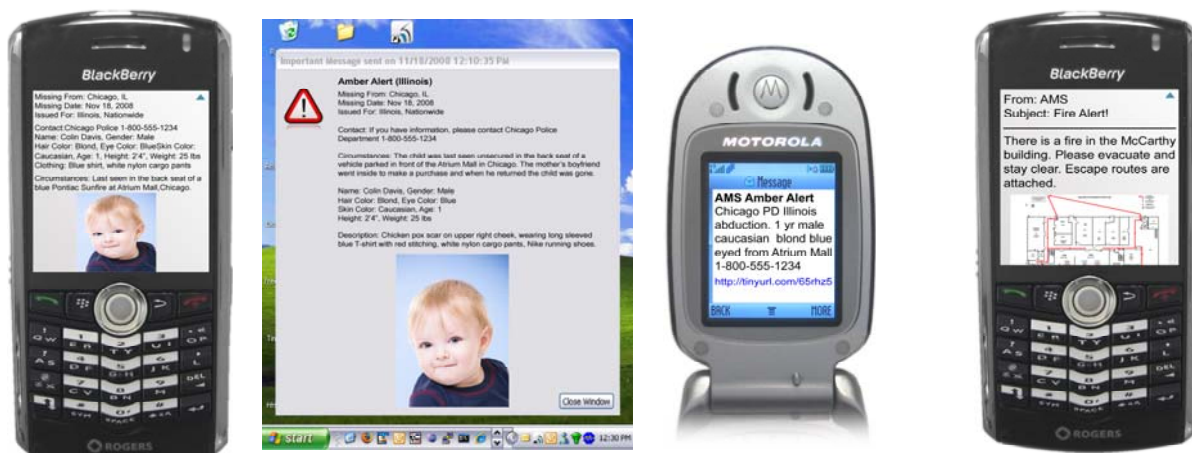 BlackBerry
Missing From: Chicago, IL
Missing Date: Nov 18, 2008
Issued For: Illinois, Nationwide
Contact:Chicago Police 1-800-555-1234
Name: Colin Davis, Gender: Male
Hair Color: Blond, Eye Color: BlueSkin Color:
Caucasian, Age: 1, Height: 2'4", Weight: 25 lbs
Clothing: Blue shirt, white nylon cargo pants
Circumstances: Last seen in the back seat of a
blue Pontiac Sunfire at Atrium Mall,Chicago.
ROGERS
Important Message sent on 11/18/2008 12:10:35 PM
Amber Alert (Illinois)
Missing From: Chicago, IL
Missing Date: Nov 18, 2008
Issued For: Illinois, Nationwide
Contact: If you have information, please contact Chicago Police
Department 1-800-555-1234
Circumstances: The child was last seen unsecured in the back seat of a
vehicle parked in front of the Atrium Mall in Chicago. The mother's boyfriend
went inside to make a purchase and when he returned the child was gone.
Name: Colin Davis, Gender: Male
Hair Color: Blond, Eye Color: Blue
Skin Color: Caucasian, Age: 1
Height: 2'4", Weight: 25 lbs
Description: Chicken pox scar on upper right cheek, wearing long sleeved
blue T-shirt with red stitching, white nylon cargo pants, Nike running shoes.
Close Window
start
12:30 PM
MOTOROLA
Message
AMS Amber Alert
Chicago PD Illinois
abduction. 1 yr male
caucasian blond blue
eyed from Atrium Mall
1-800-555-1234
http://tinyurl.com/65rhz5
BACK MORE
BlackBerry
From: AMS
Subject: Fire Alert!
There is a fire in the McCarthy
building. Please evacuate and
stay clear. Escape routes are
attached.
ROGERS